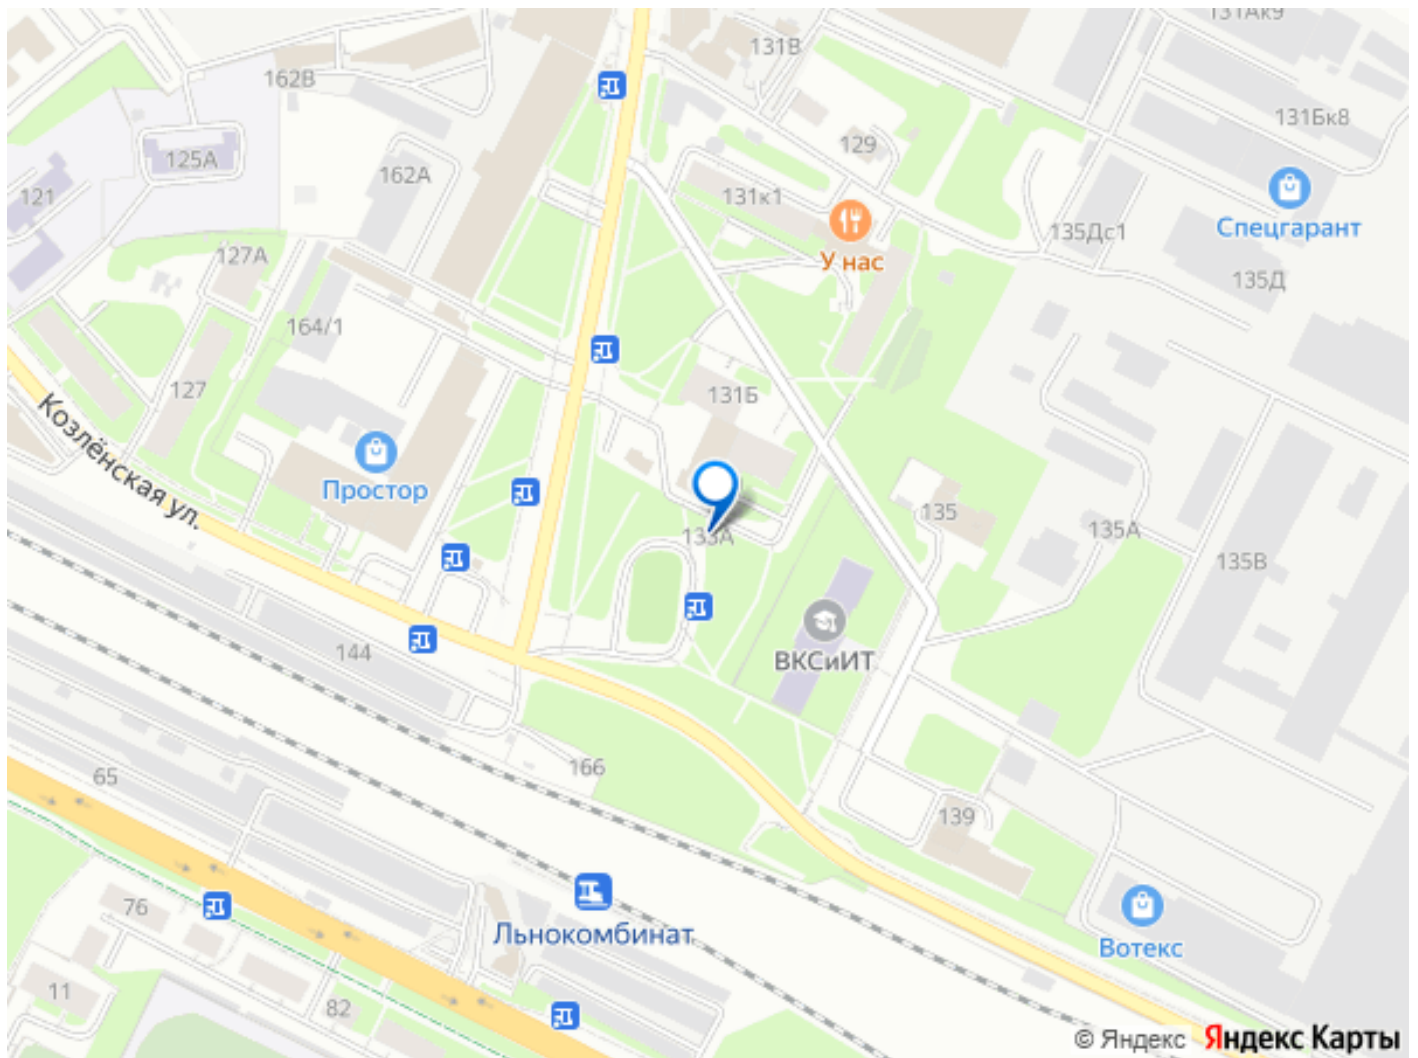 131Ак9
131В
162В
131Бк8
129
125А
162А
121
131к1
135Дс1
Спецгарант
127А
У нас
135Д
164/1
127
131Б
Козлёнская ул.
Простор
135
135А
133А
135В
144
ВКСиИТ
65
166
139
76
Льнокомбинат
Вотекс
11
82
© Яндекс Яндекс Карты